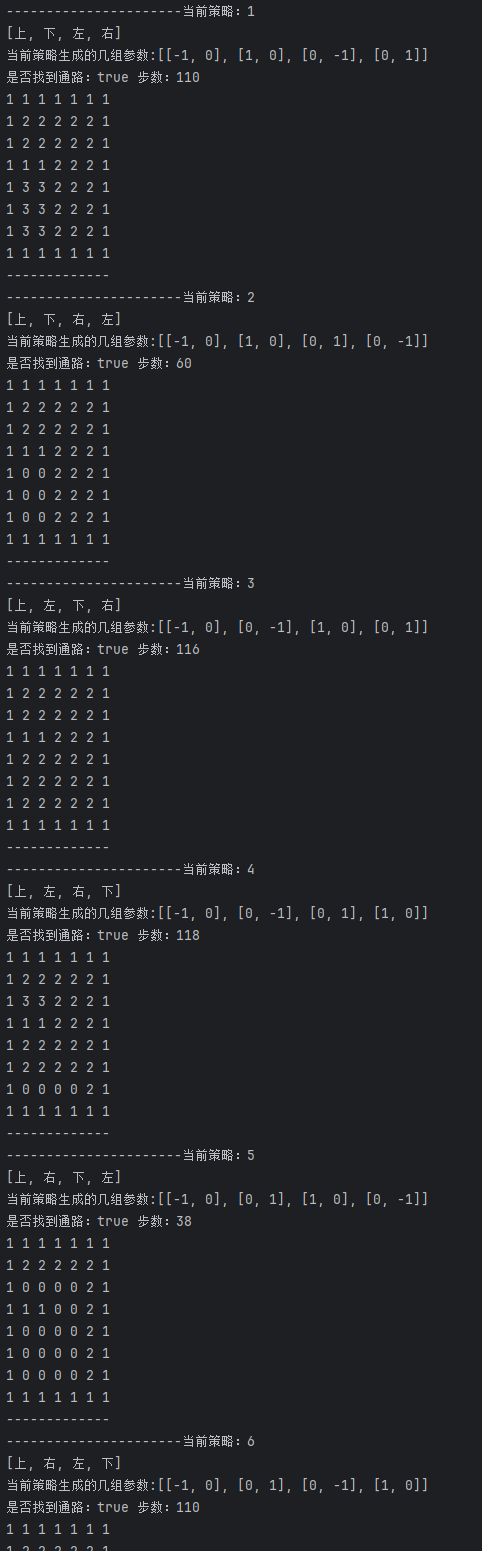 ----------------------当前策略：1
[上, 下, 左, 右]
当前策略生成的几组参数:[[-1, 0], [1, 0], [0, -1], [0, 1]]
是否找到通路：true 步数：110
1 1 1 1 1 1 1
1 2 2 2 2 2 1
1 2 2 2 2 2 1
1 1 1 2 2 2 1
1 3 3 2 2 2 1
1 3 3 2 2 2 1
1 3 3 2 2 2 1
1 1 1 1 1 1 1
-------------
----------------------当前策略：2
[上, 下, 右, 左]
当前策略生成的几组参数:[[-1, 0], [1, 0], [0, 1], [0, -1]]
是否找到通路：true 步数：60
1 1 1 1 1 1 1
1 2 2 2 2 2 1
1 2 2 2 2 2 1
1 1 1 2 2 2 1
1 0 0 2 2 2 1
1 0 0 2 2 2 1
1 0 0 2 2 2 1
1 1 1 1 1 1 1
-------------
----------------------当前策略：3
[上, 左, 下, 右]
当前策略生成的几组参数:[[-1, 0], [0, -1], [1, 0], [0, 1]]
是否找到通路：true 步数：116
1 1 1 1 1 1 1
1 2 2 2 2 2 1
1 2 2 2 2 2 1
1 1 1 2 2 2 1
1 2 2 2 2 2 1
1 2 2 2 2 2 1
1 2 2 2 2 2 1
1 1 1 1 1 1 1
-------------
----------------------当前策略：4
[上, 左, 右, 下]
当前策略生成的几组参数:[[-1, 0], [0, -1], [0, 1], [1, 0]]
是否找到通路：true 步数：118
1 1 1 1 1 1 1
1 2 2 2 2 2 1
1 3 3 2 2 2 1
1 1 1 2 2 2 1
1 2 2 2 2 2 1
1 2 2 2 2 2 1
1 0 0 0 0 2 1
1 1 1 1 1 1 1
-------------
----------------------当前策略：5
[上, 右, 下, 左]
当前策略生成的几组参数:[[-1, 0], [0, 1], [1, 0], [0, -1]]
是否找到通路：true 步数：38
1 1 1 1 1 1 1
1 2 2 2 2 2 1
1 0 0 0 0 2 1
1 1 1 0 0 2 1
1 0 0 0 0 2 1
1 0 0 0 0 2 1
1 0 0 0 0 2 1
1 1 1 1 1 1 1
-------------
----------------------当前策略：6
[上, 右, 左, 下]
当前策略生成的几组参数:[[-1, 0], [0, 1], [0, -1], [1, 0]]
是否找到通路：true 步数：110
1 1 1 1 1 1 1